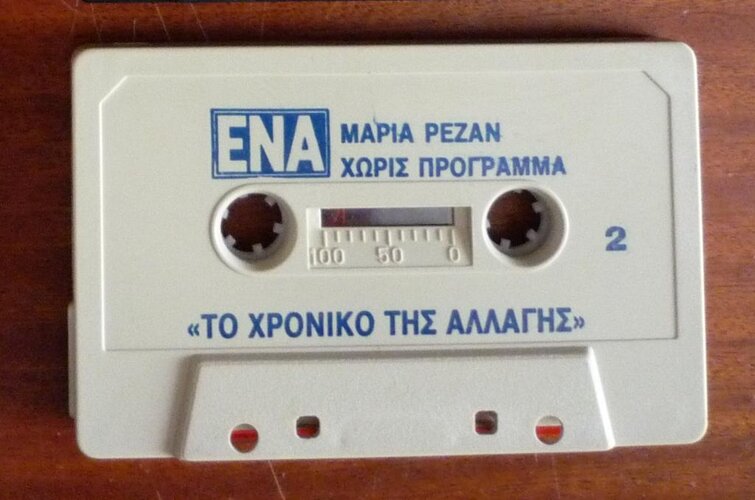 ΕΝΑ
ΜΑΡΙΑ ΡΕΖΑΝ
ΧΩΡΙΣ ΠΡΟΓΡΑΜΜΑ
2
100 50 0
«ΤΟ ΧΡΟΝΙΚΟ ΤΗΣ ΑΛΛΑΓΗΣ»